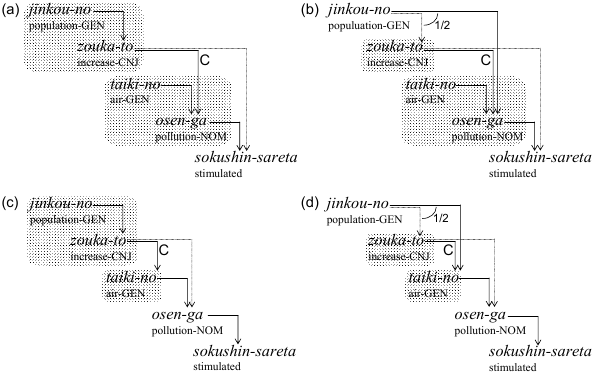 (a) jinkou-no
population-GEN
zouka-to
increase-CNJ
C
taiki-no
air-GEN
osen-ga
pollution-NOM
sokushin-sareta
stimulated
(b) jinkou-no
populuation-GEN 1/2
zouka-to
increase-CNJ
C
taiki-no
air-GEN
osen-ga
pollution-NOM
sokushin-sareta
stimulated
(c) jinkou-no
population-GEN
zouka-to
increase-CNJ
C
taiki-no
air-GEN
osen-ga
pollution-NOM
sokushin-sareta
stimulated
(d) jinkou-no
population-GEN 1/2
zouka-to
increase-CNJ
C
taiki-no
air-GEN
osen-ga
pollution-NOM
sokushin-sareta
stimulated